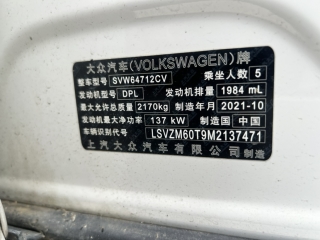 大众汽车(VOLKSWAGEN)牌
整车型号 SVW64712CV 乘坐人数 5
发动机型号 DPL 发动机排量 1984 mL
最大允许总质量 2170kg 制造年月 2021-10
发动机最大净功率 137 kW 制造国 中国
车辆识别代号 LSVZM60T9M2137471
上汽大众汽车有限公司 制造